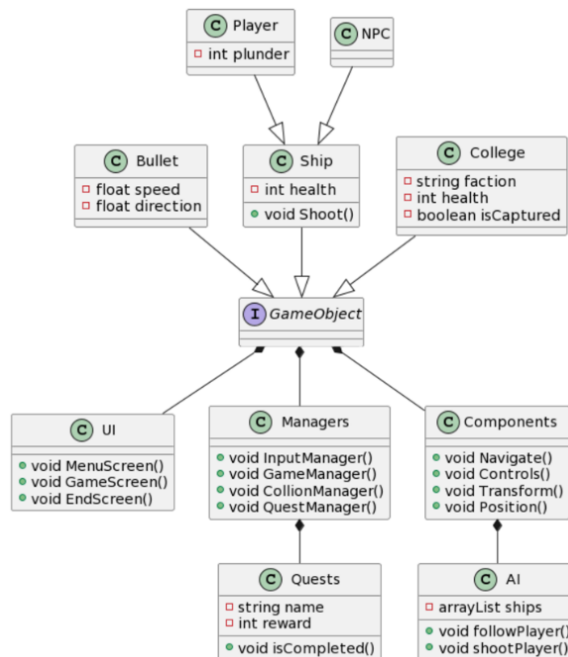 C Player
int plunder
C NPC
C Bullet
float speed
float direction
C Ship
int health
void Shoot()
C College
string faction
int health
boolean isCaptured
I GameObject
C UI
void MenuScreen()
void GameScreen()
void EndScreen()
C Managers
void InputManager()
void GameManager()
void CollionManager()
void QuestManager()
C Components
void Navigate()
void Controls()
void Transform()
void Position()
C Quests
string name
int reward
void isCompleted()
C AI
arrayList ships
void followPlayer()
void shootPlayer()